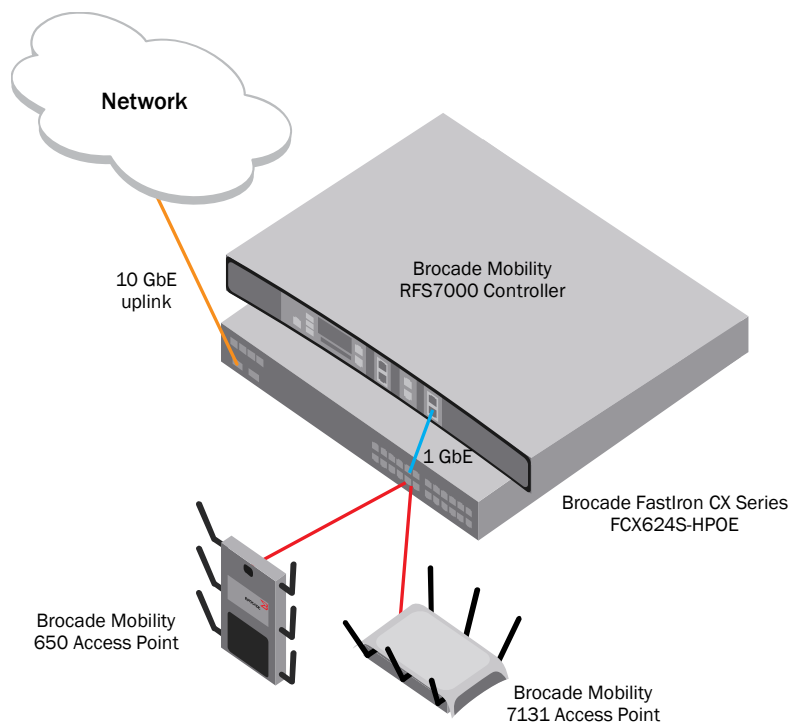 Network
10 GbE
uplink
Brocade Mobility
RFS7000 Controller
1 GbE
Brocade FastIron CX Series
FCX624S-HPOE
Brocade Mobility
650 Access Point
Brocade Mobility
7131 Access Point